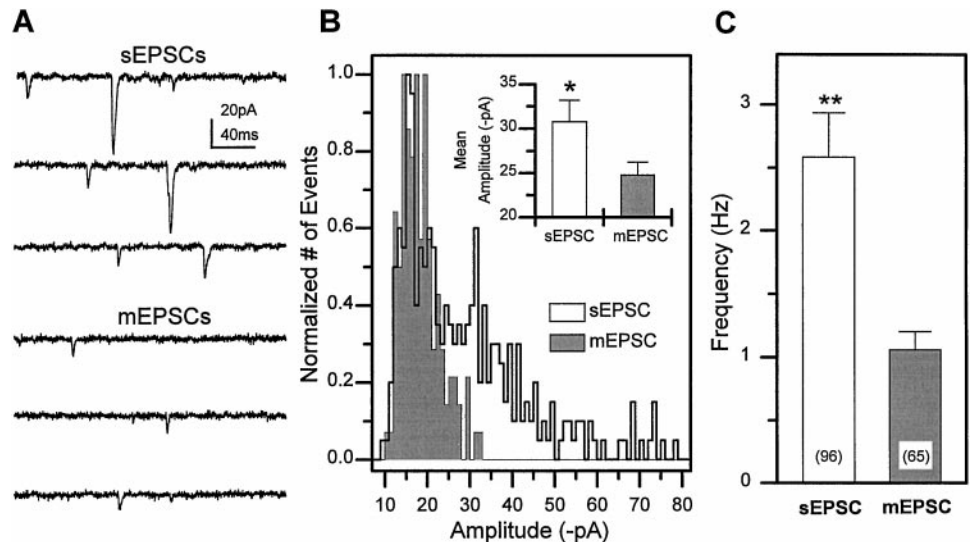 A
sEPSCs
20pA
40ms
mEPSCs
B
Normalized # of Events
1.0
0.8
0.6
0.4
0.2
0.0
10 20 30 40 50 60 70 80
Amplitude (-pA)
Mean
Amplitude (-pA)
35
30
25
20
*
sEPSC mEPSC
sEPSC
mEPSC
C
Frequency (Hz)
3
2
1
0
**
(96) (65)
sEPSC mEPSC